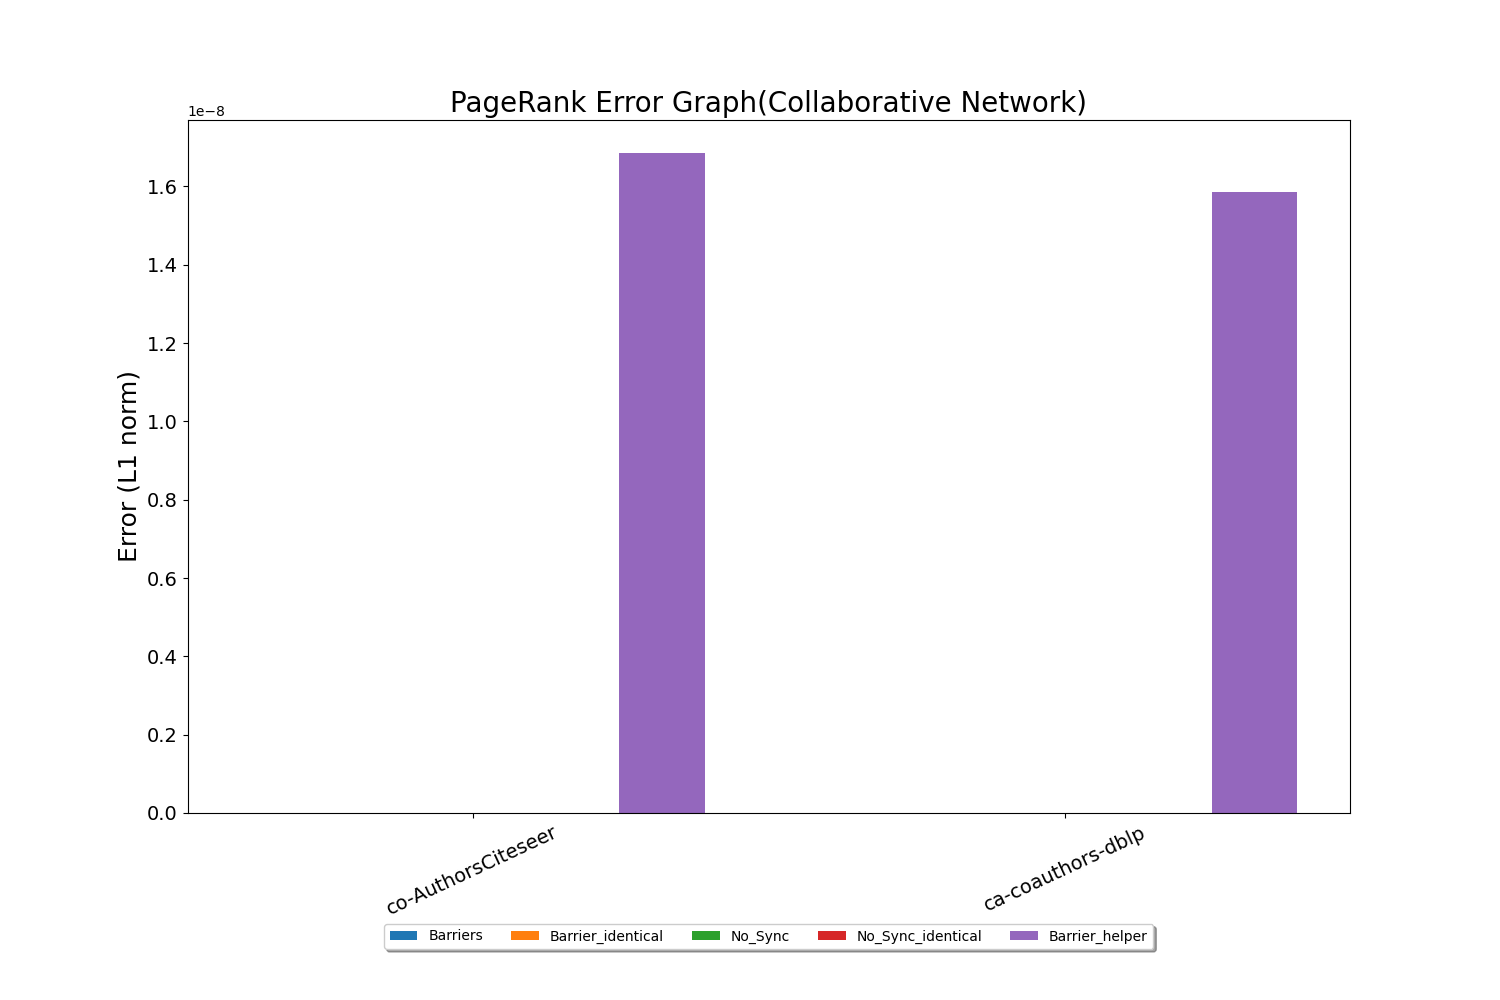 PageRank Error Graph(Collaborative Network)
1e−8
1.6
1.4
1.2
1.0
0.8
0.6
0.4
0.2
0.0
Error (L1 norm)
co-AuthorsCiteseer
ca-coauthors-dblp
Barriers Barrier_identical No_Sync No_Sync_identical Barrier_helper